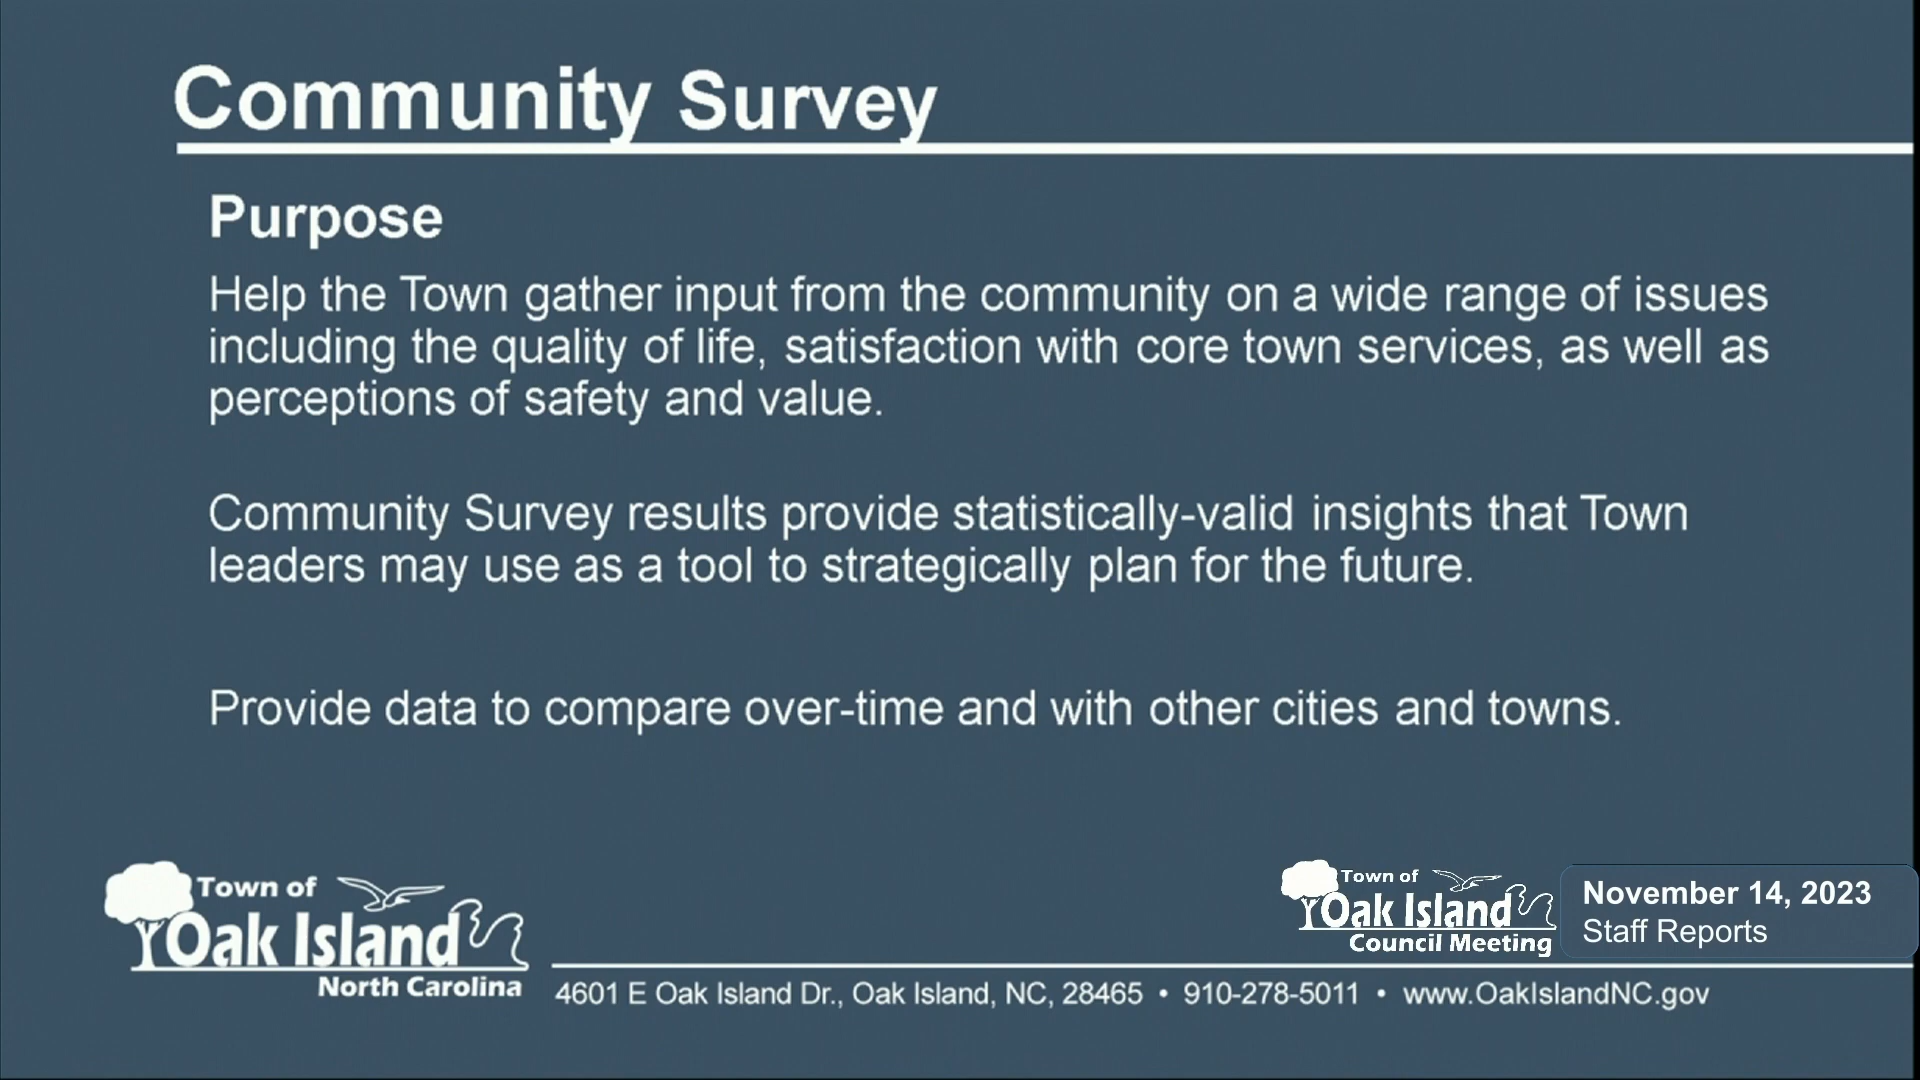 Community Survey
Purpose
Help the Town gather input from the community on a wide range of issues
including the quality of life, satisfaction with core town services, as well as
perceptions of safety and value.
Community Survey results provide statistically-valid insights that Town
leaders may use as a tool to strategically plan for the future.
Provide data to compare over-time and with other cities and towns.
Town of
Oak Island
North Carolina
Town of
Oak Island
Council Meeting
November 14, 2023
Staff Reports
4601 E Oak Island Dr., Oak Island, NC, 28465 • 910-278-5011 • www.OakIslandNC.gov